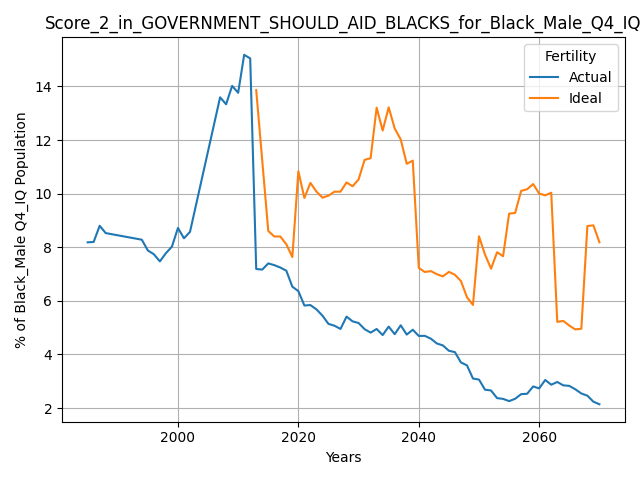 Score_2_in_GOVERNMENT_SHOULD_AID_BLACKS_for_Black_Male_Q4_IQ
Fertility
Actual
Ideal
14
12
10
8
6
4
2
% of Black_Male Q4_IQ Population
2000
2020
2040
2060
Years